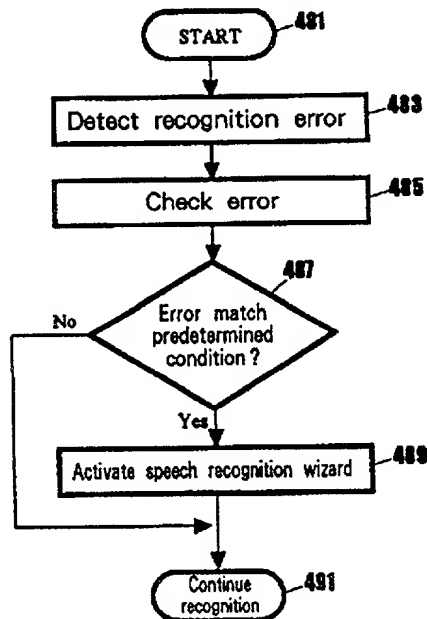 START
481
Detect recognition error
483
Check error
485
487
Error match
predetermined
condition?
No
Yes
Activate speech recognition wizard
489
Continue
recognition
491